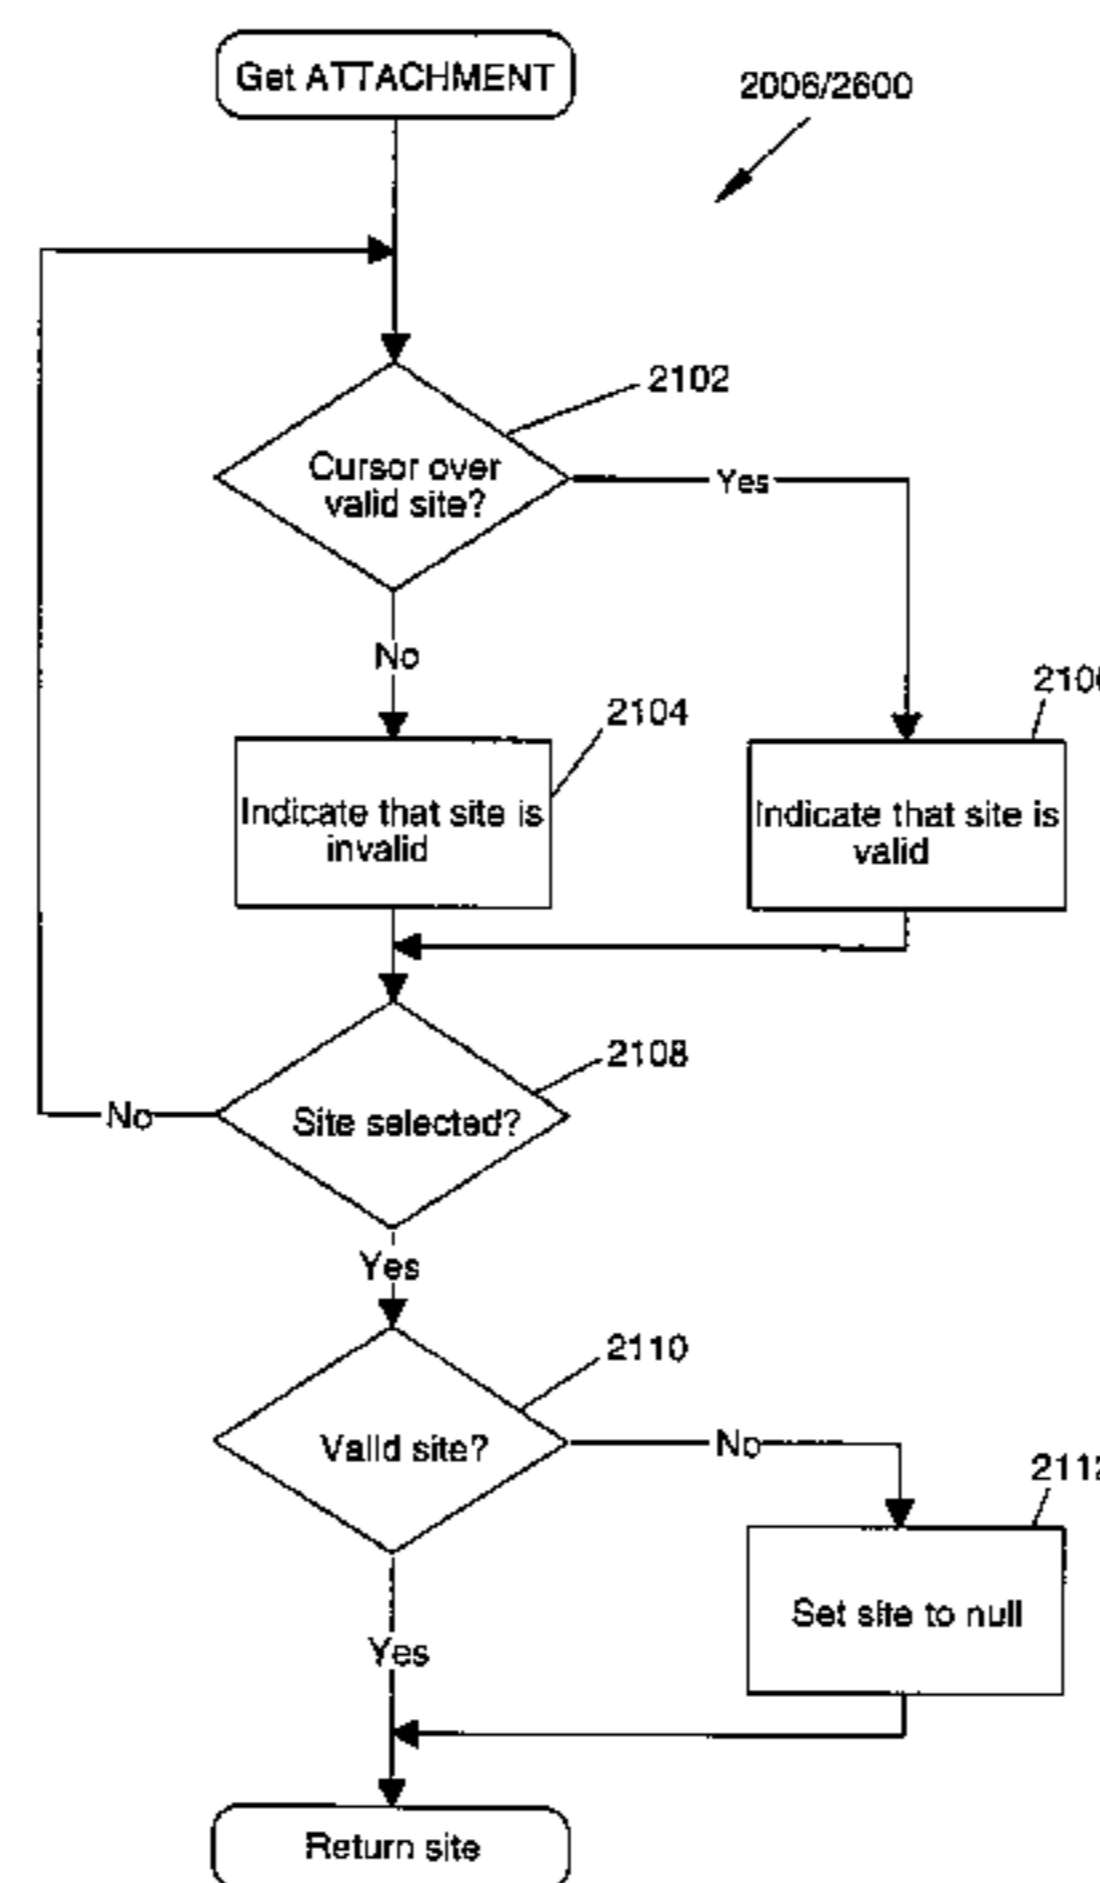 Get ATTACHMENT
2006/2600
2102
Cursor over
valid site?
Yes
No
2104
2106
Indicate that site is
invalid
Indicate that site is
valid
2108
No
Site selected?
Yes
2110
Valid site?
No
2112
Set site to null
Yes
Return site